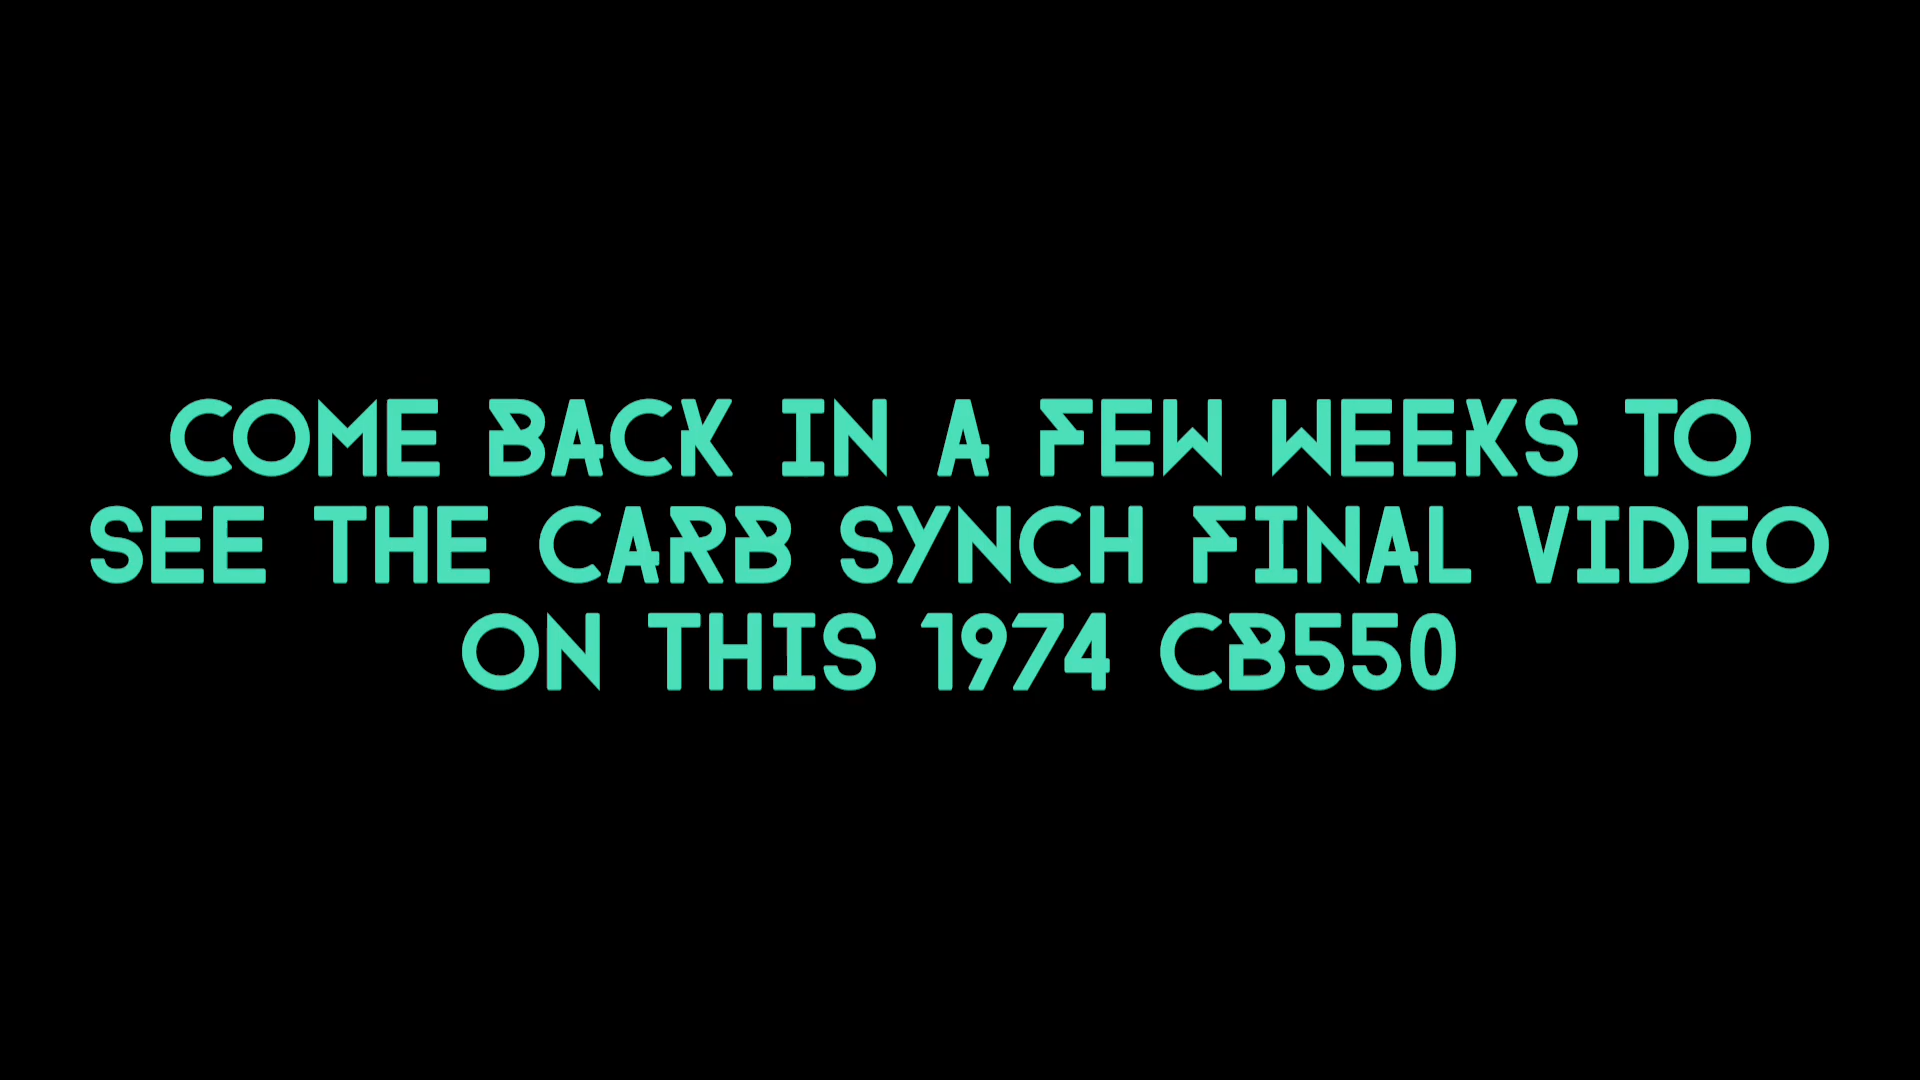 COME BACK IN A FEW WEEKS TO
SEE THE CARB SYNCH FINAL VIDEO
ON THIS 1974 CB550